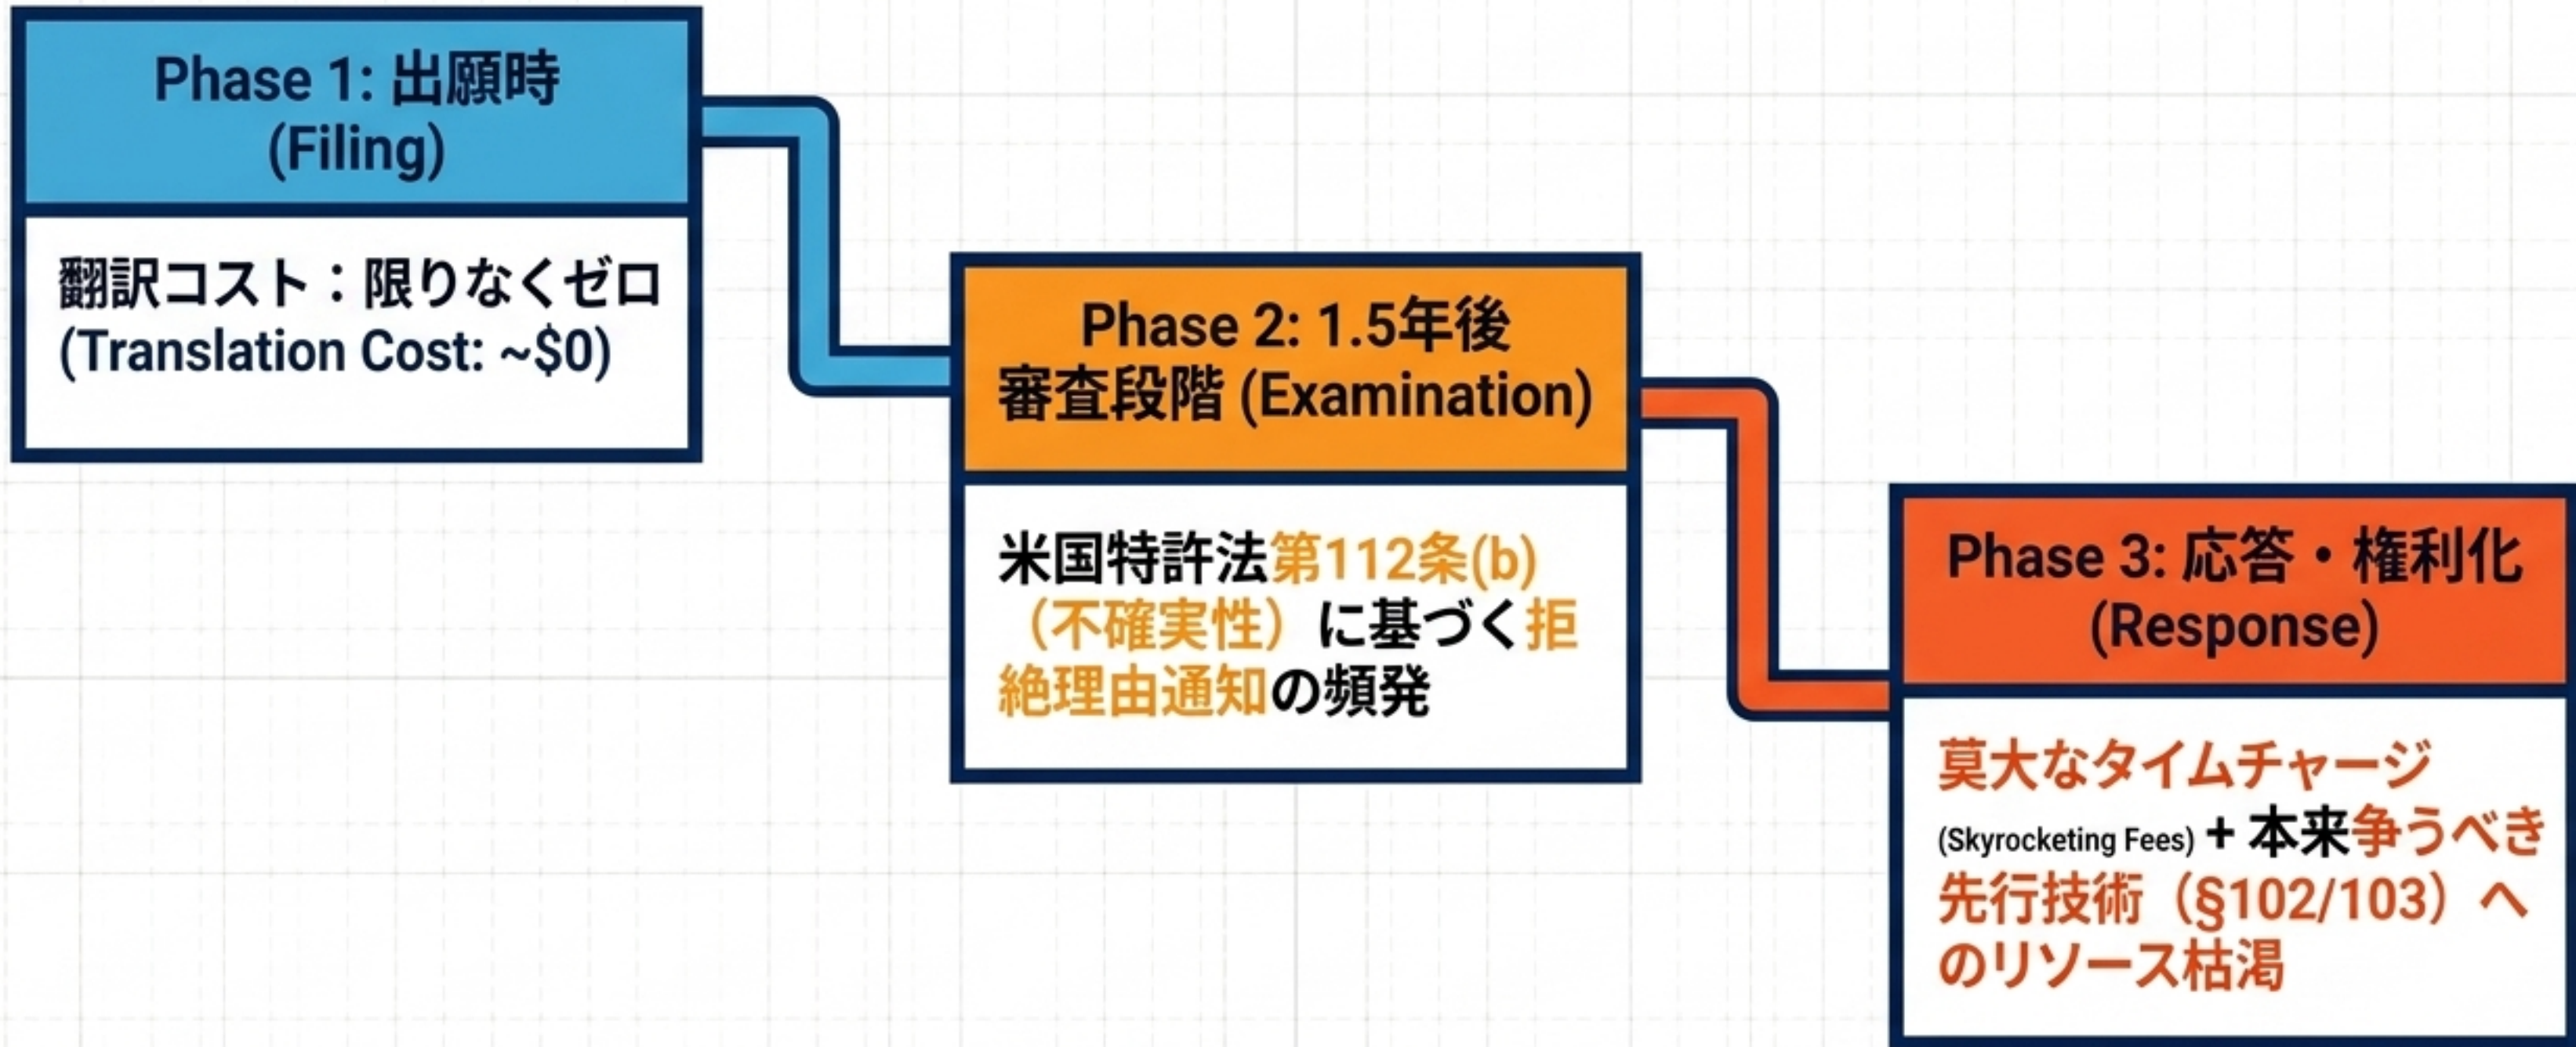 Phase 1: 出願時
(Filing)
翻訳コスト：限りなくゼロ
(Translation Cost: ~$0)
Phase 2: 1.5年後
審査段階 (Examination)
米国特許法第112条(b)
（不確実性）に基づく拒
絶理由通知の頻発
Phase 3: 応答・権利化
(Response)
莫大なタイムチャージ
(Skyrocketing Fees) + 本来争うべき
先行技術（§102/103）へ
のリソース枯渇